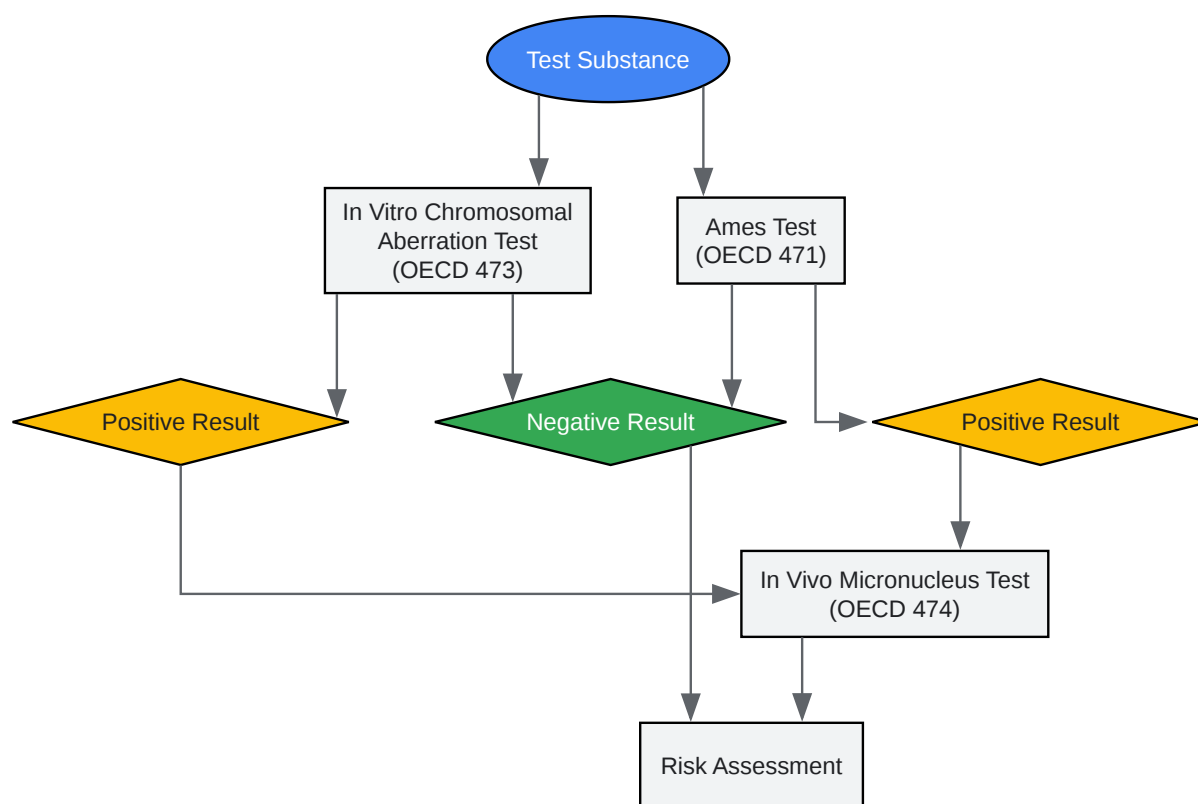 Test Substance
In Vitro Chromosomal
Aberration Test
(OECD 473)
Ames Test
(OECD 471)
Positive Result
Negative Result
Positive Result
In Vivo Micronucleus Test
(OECD 474)
Risk Assessment